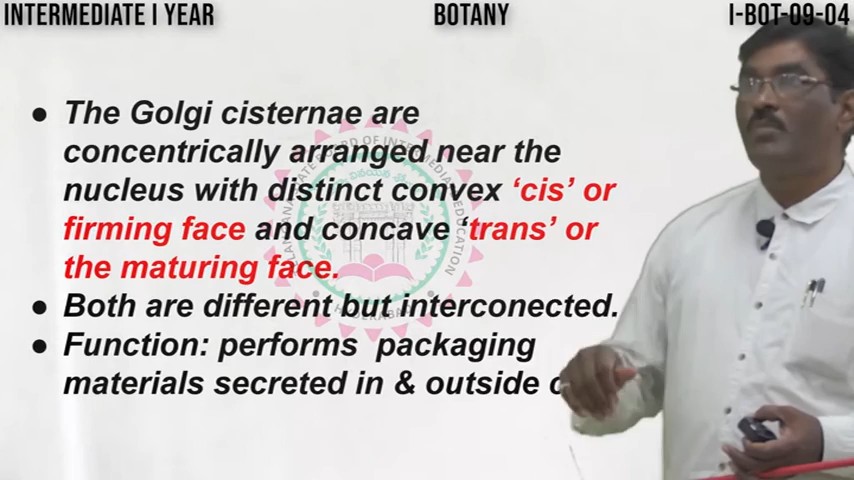 INTERMEDIATE I YEAR BOTANY I-BOT-09-04
● The Golgi cisternae are
concentrically arranged near the
nucleus with distinct convex ‘cis’ or
firming face and concave ‘trans’ or
the maturing face.
● Both are different but interconected.
● Function: performs packaging
materials secreted in & outside